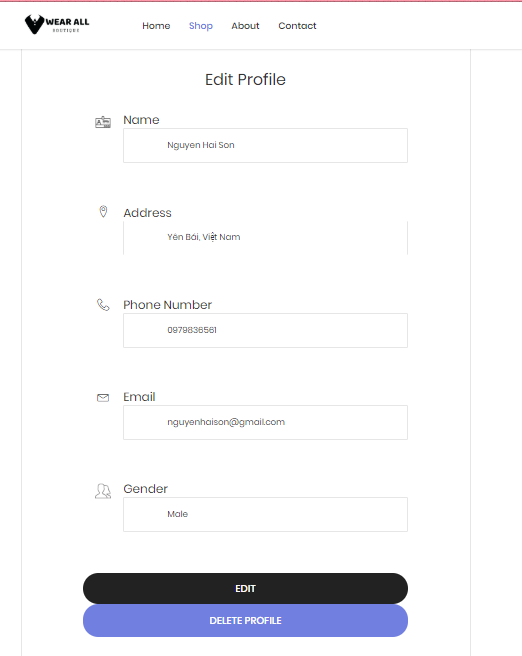 WEAR ALL
BOUTIQUE
Home Shop About Contact
Edit Profile
Name
Nguyen Hai Son
Address
Yên Bái, Việt Nam
Phone Number
0979836561
Email
nguyenhaison@gmail.com
Gender
Male
EDIT
DELETE PROFILE